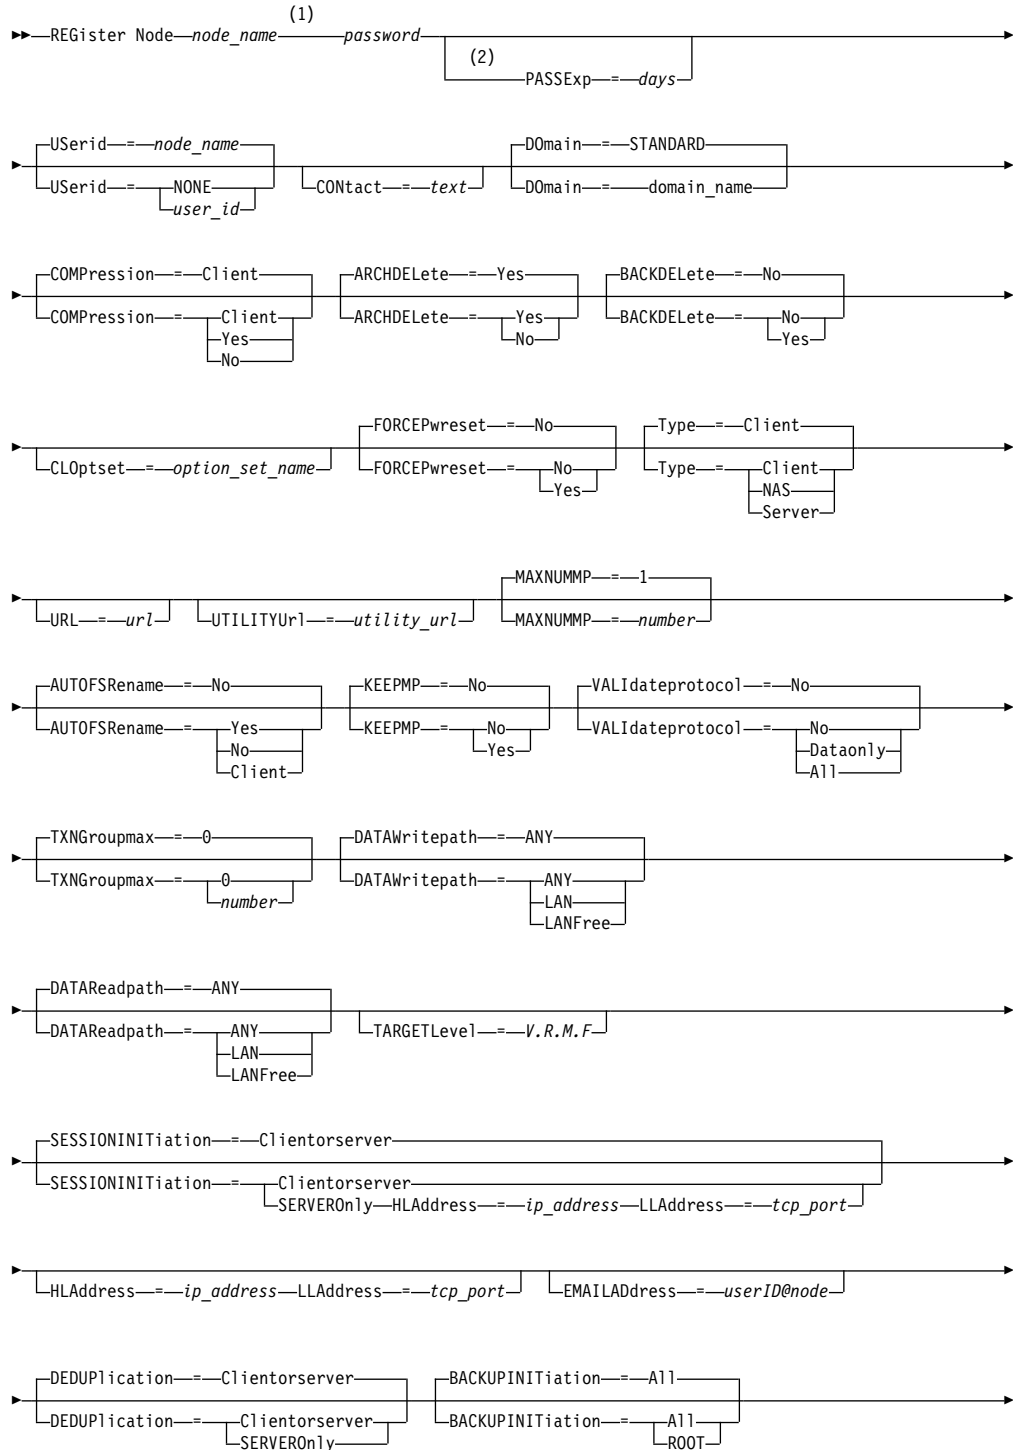 (1)
REGister Node node_name password
(2)
PASSExp = days
USerid = node_name
DOmain = STANDARD
USerid = NONE
CONtact = text
DOmain = domain_name
user_id
COMPression = Client
ARCHDELete = Yes
BACKDELete = No
COMPression = Client
ARCHDELete = Yes
BACKDELete = No
Yes
No
Yes
No
FORCEPwreset = No
Type = Client
CLOptset = option_set_name
FORCEPwreset = No
Type = Client
Yes
NAS
Server
MAXNUMMP = 1
URL = url
UTILITYUrl = utility_url
MAXNUMMP = number
AUTOFSRename = No
KEEPMP = No
VALIdateprotocol = No
AUTOFSRename = Yes
KEEPMP = No
VALIdateprotocol = No
No
Yes
Dataonly
Client
All
TXNGroupmax = 0
DATAWritepath = ANY
TXNGroupmax = 0
DATAWritepath = ANY
number
LAN
LANFree
DATAReadpath = ANY
DATAReadpath = ANY
TARGETLevel = V.R.M.F
LAN
LANFree
SESSIONINITiation = Clientorserver
SESSIONINITiation = Clientorserver
SERVEROnly HLAddress = ip_address LLAddress = tcp_port
HLAddress = ip_address LLAddress = tcp_port
EMAILADdress = userID@node
DEDUPlication = Clientorserver
BACKUPINITiation = All
DEDUPlication = Clientorserver
BACKUPINITiation = All
SERVEROnly
ROOT